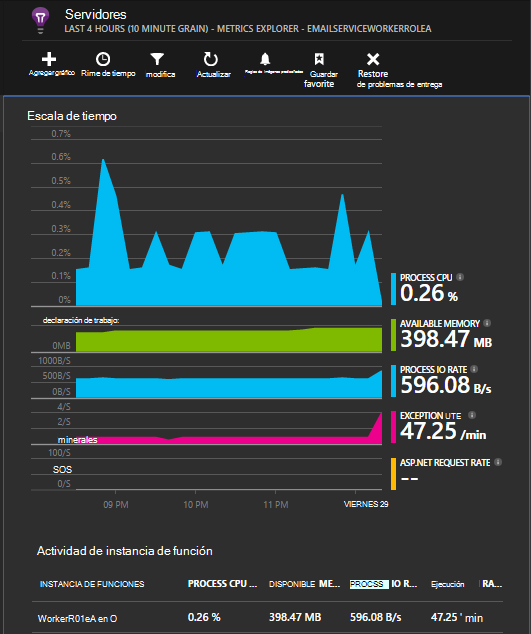 Servidores
LAST 4 HOURS (10 MINUTE GRAIN) - METRICS EXPLORER - EMAILSERVICEWORKERROLEA
Agregar gráfico
Rime de tiempo
modifica
Actualizar
Guardar
favorite
Restore
de problemas de entrega
Escala de tiempo
0.7%
0.6%
0.5%
0.4%
0.3%
0.2%
0.1%
0%
PROCESS CPU
0.26 %
declaración de trabajo:
0MB
AVAILABLE MEMORY
398.47 MB
1000B/S
500B/S
0B/S
PROCESS IO RATE
596.08 B/s
4/S
2/S
minerales
EXCEPTION UTE
47.25 /min
100/S
SOS
0/S
ASP.NET REQUEST RATE
--
09 PM
10 PM
11 PM
VIERNES 29
Actividad de instancia de función
INSTANCIA DE FUNCIONES
PROCESS CPU ...
DISPONIBLE ME...
PROCSS IO R...
Ejecución
RA...
WorkerR01eA en O
0.26 %
398.47 MB
596.08 B/s
47.25 ' min